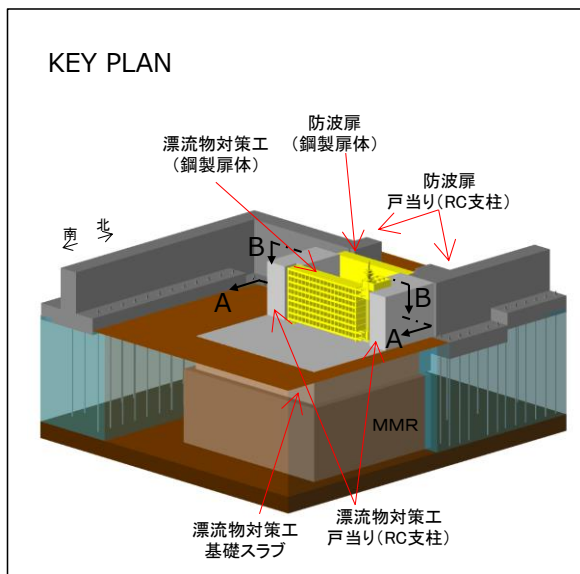 KEY PLAN
防波扉
（鋼製扉体）
漂流物対策工
（鋼製扉体）
防波扉
戸当り（RC支柱）
南
北
B
A
B
A
MMR
漂流物対策工
基礎スラブ
漂流物対策工
戸当り（RC支柱）